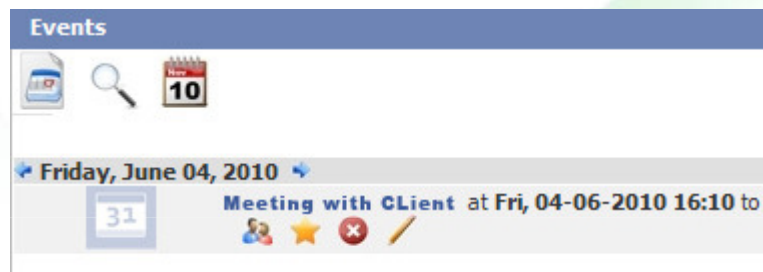 Events
Nov
10
Friday, June 04, 2010
31
Meeting with CLient at Fri, 04-06-2010 16:10 to